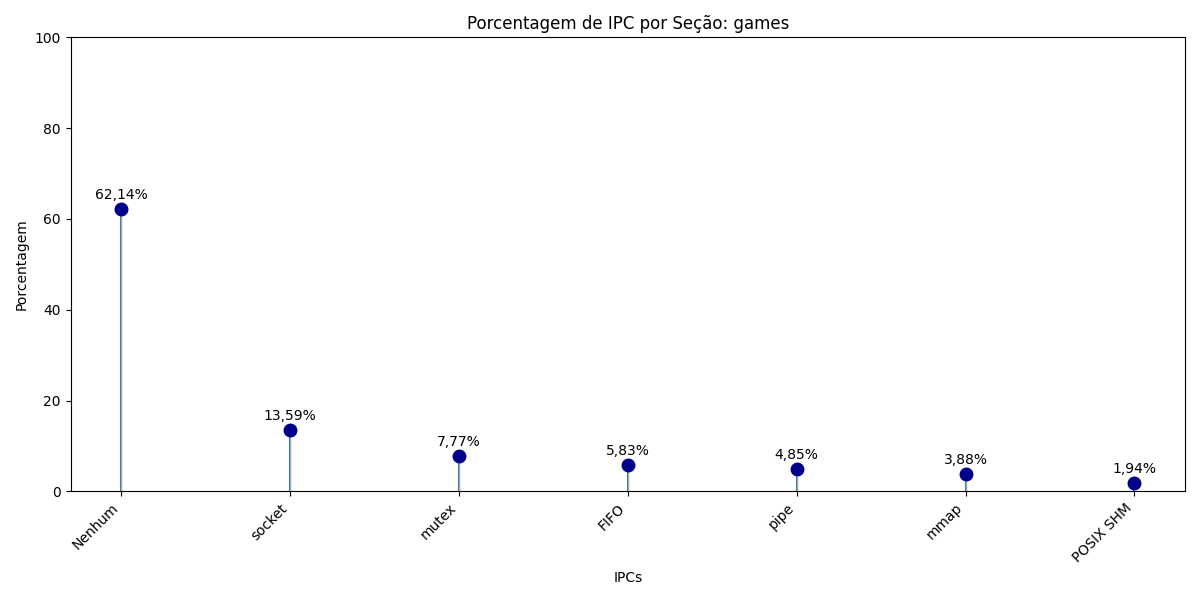 Porcentagem de IPC por Seção: games
100
80
60
40
20
0
Porcentagem
62,14%
13,59%
7,77%
5,83%
4,85%
3,88%
1,94%
Nenhum
socket
mutex
FIFO
pipe
mmap
POSIX SHM
IPCs